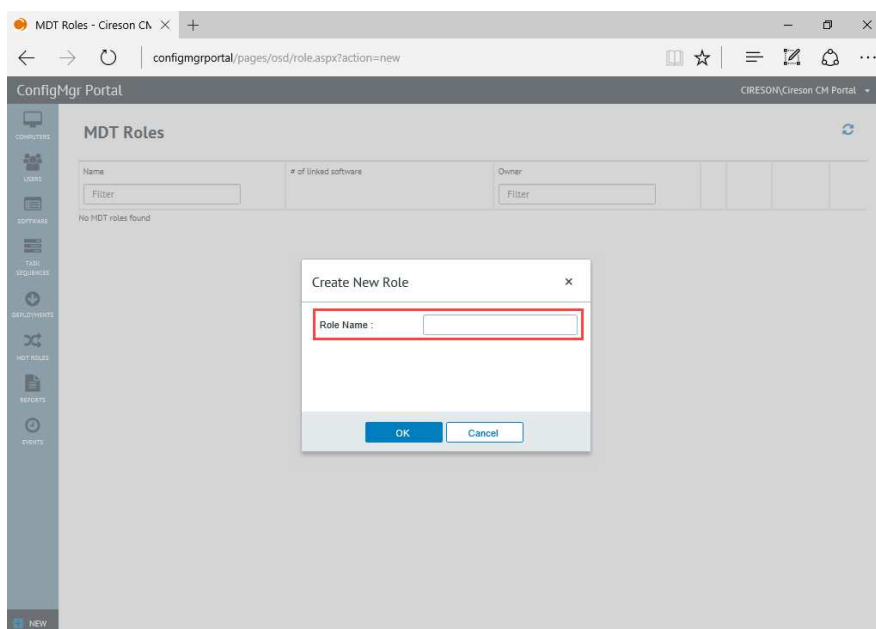 MDT Roles - Cireson CM
configmgrportal/pages/osd/role.aspx?action=new
ConfigMgr Portal
CIRESON\Cireson CM Portal
COMPUTERS
USERS
SOFTWARE
TASK
SEQUENCES
DEPLOYMENTS
MDT ROLES
REPORTS
EVENTS
NEW
MDT Roles
Name
# of linked software
Owner
Filter
Filter
No MDT roles found
Create New Role
Role Name :
OK
Cancel